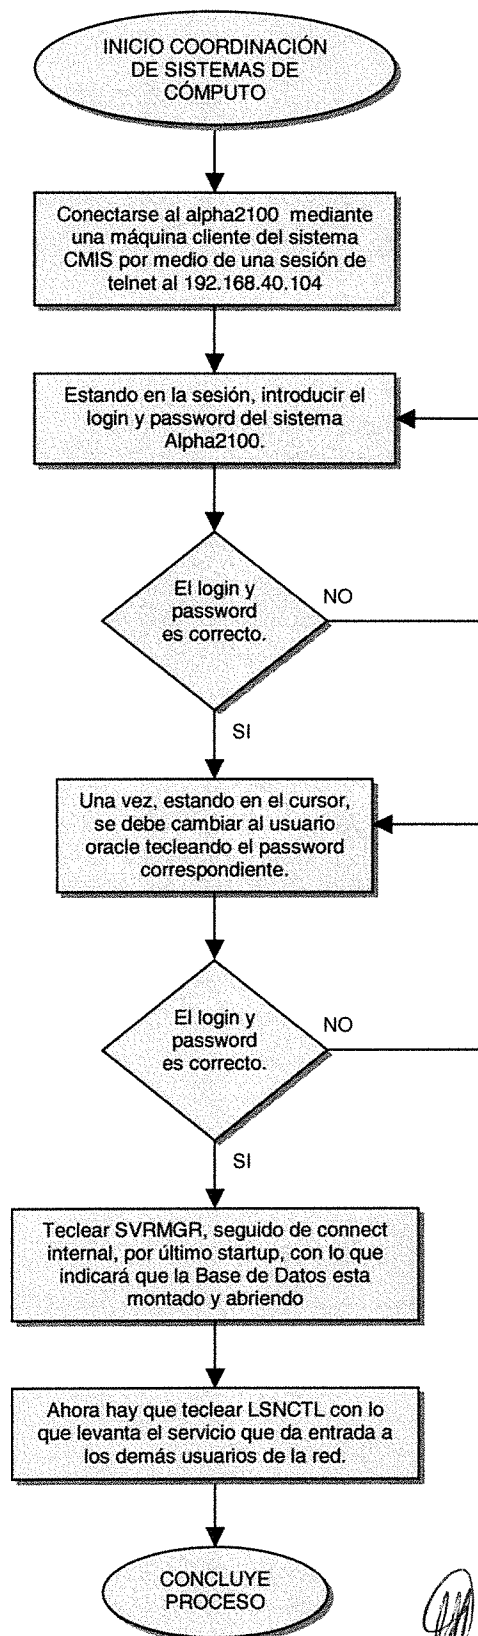 INICIO COORDINACIÓN
DE SISTEMAS DE
CÓMPUTO
Conectarse al alpha2100 mediante
una máquina cliente del sistema
CMIS por medio de una sesión de
telnet al 192.168.40.104
Estando en la sesión, introducir el
login y password del sistema
Alpha2100.
El login y
password
es correcto.
NO
SI
Una vez, estando en el cursor,
se debe cambiar al usuario
oracle tecleando el password
correspondiente.
El login y
password
es correcto.
NO
SI
Teclear SVRMGR, seguido de connect
internal, por último startup, con lo que
indicará que la Base de Datos esta
montado y abriendo
Ahora hay que teclear LSNCTL con lo
que levanta el servicio que da entrada a
los demás usuarios de la red.
CONCLUYE
PROCESO